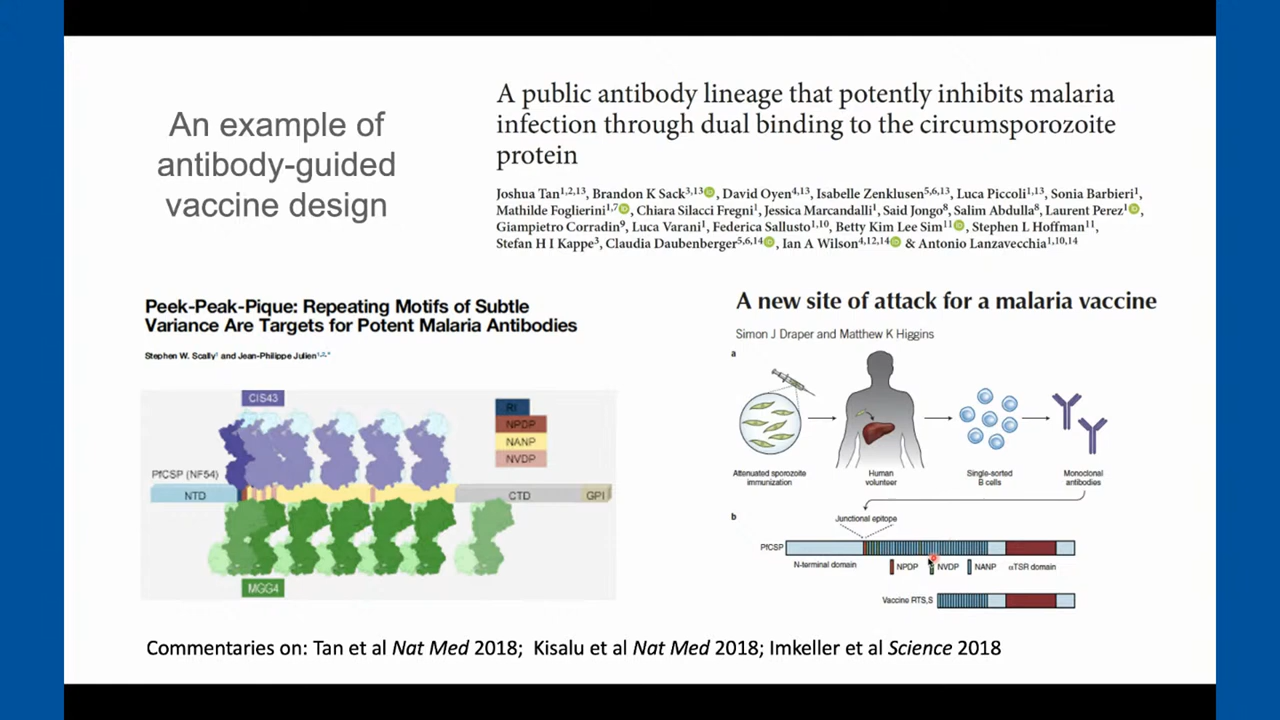 An example of
antibody-guided
vaccine design
A public antibody lineage that potently inhibits malaria
infection through dual binding to the circumsporozoite
protein
Joshua Tan1,2,13, Brandon K Sack3,13, David Oyen4,13, Isabelle Zenklusen5,6,13, Luca Piccoli1,13, Sonia Barbieri1,
Mathilde Foglierini1,7, Chiara Silacci Fregni1, Jessica Marcandalli1, Said Jongo8, Salim Abdulla8, Laurent Perez1,
Giampietro Corradin9, Luca Varani1, Federica Sallusto1,10, Betty Kim Lee Sim11, Stephen L Hoffman11,
Stefan H I Kappe3, Claudia Daubenberger5,6,14, Ian A Wilson4,12,14 & Antonio Lanzavecchia1,10,14
Peek-Peak-Pique: Repeating Motifs of Subtle
Variance Are Targets for Potent Malaria Antibodies
Stephen W. Scally1 and Jean-Philippe Julien1,2,*
CIS43
RI
NPDP
NANP
NVDP
PfCSP (NF54)
NTD
CTD
GPI
MGG4
A new site of attack for a malaria vaccine
Simon J Draper and Matthew K Higgins
a
Attenuated sporozoite
immunization
Human
volunteer
Single-sorted
B cells
Monoclonal
antibodies
b
Junctional epitope
PfCSP
N-terminal domain
NPDP
NVDP
NANP
αTSR domain
Vaccine RTS,S
Commentaries on: Tan et al Nat Med 2018; Kisalu et al Nat Med 2018; Imkeller et al Science 2018